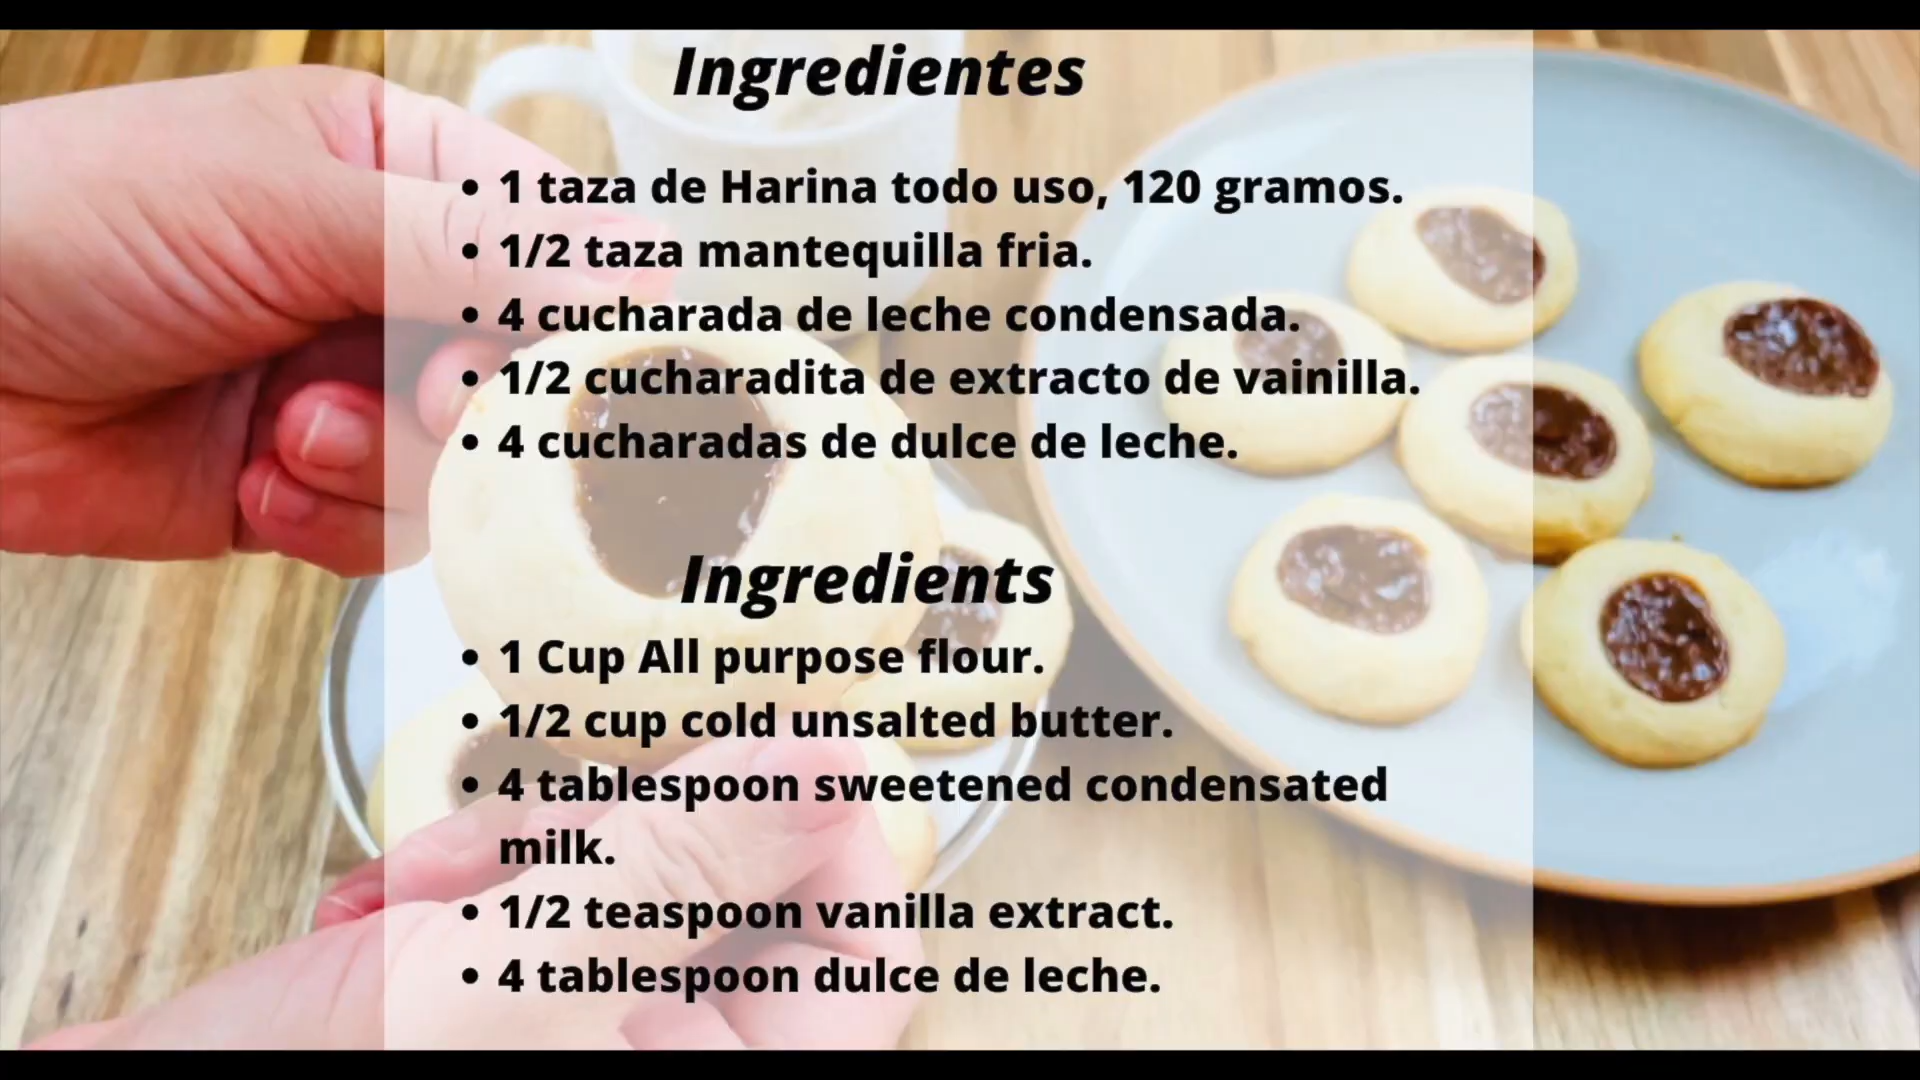 Ingredientes
• 1 taza de Harina todo uso, 120 gramos.
• 1/2 taza mantequilla fria.
• 4 cucharada de leche condensada.
• 1/2 cucharadita de extracto de vainilla.
• 4 cucharadas de dulce de leche.
Ingredients
• 1 Cup All purpose flour.
• 1/2 cup cold unsalted butter.
• 4 tablespoon sweetened condensated
milk.
• 1/2 teaspoon vanilla extract.
• 4 tablespoon dulce de leche.